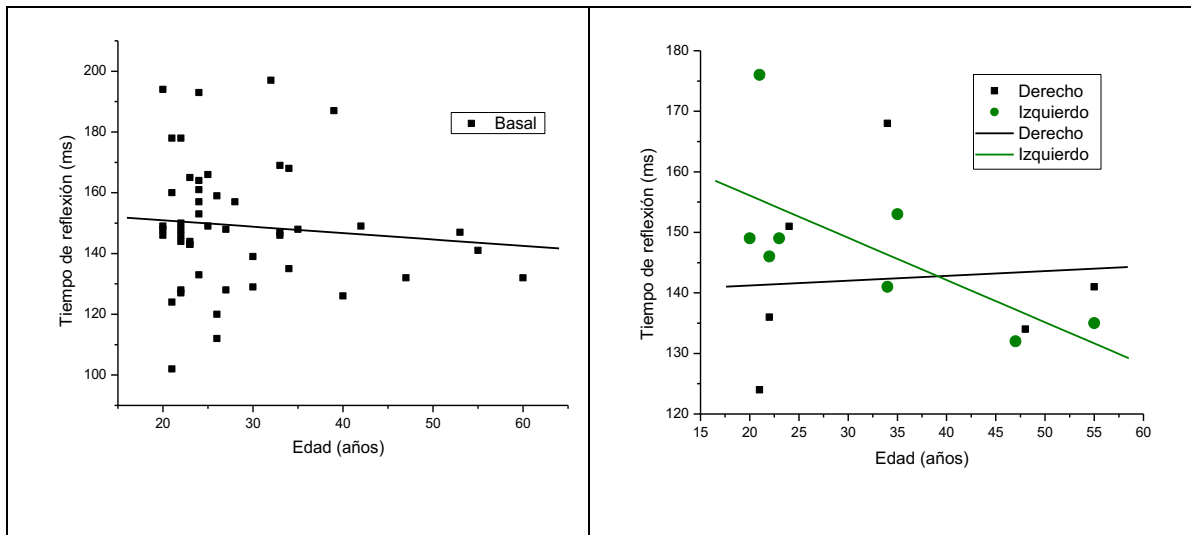 200
180
160
140
120
100
Tiempo de reflexión (ms)
Basal
20 30 40 50 60
Edad (años)
180
170
160
150
140
130
120
Tiempo de reflexión (ms)
Derecho
Izquierdo
Derecho
Izquierdo
15 20 25 30 35 40 45 50 55 60
Edad (años)